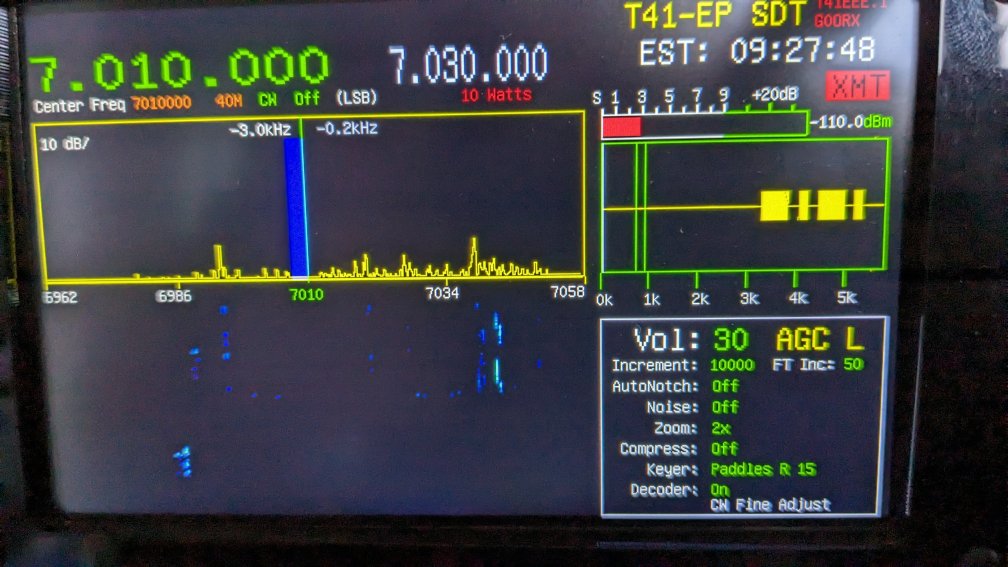 T41-EP SDT T41EEE.1
G0ORX
7.010.000 7.030.000
EST: 09:27:48
Center Freq 7010000 40M CW Off (LSB) 10 Watts
XMT
S 1 3 5 7 9 +20dB
-110.0dBm
-3.0kHz -0.2kHz
10 dB/
6962 6986 7010 7034 7058
0k 1k 2k 3k 4k 5k
Vol: 30 AGC L
Increment: 10000 FT Inc: 50
AutoNotch: Off
Noise: Off
Zoom: 2x
Compress: Off
Keyer: Paddles R 15
Decoder: On
CW Fine Adjust